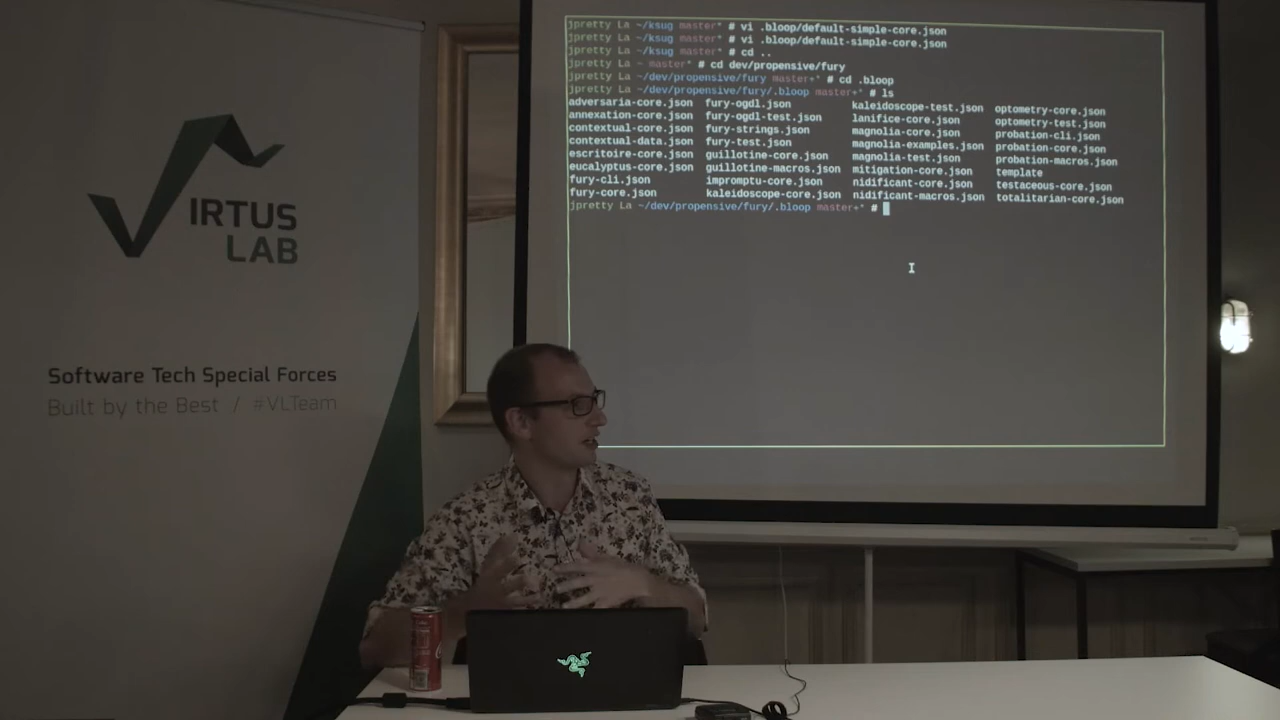 IRTUS
LAB
Software Tech Special Forces
Built by the Best / #VLTeam
jpretty La ~/ksug master* # vi .bloop/default-simple-core.json
jpretty La ~/ksug master* # vi .bloop/default-simple-core.json
jpretty La ~/ksug master* # cd ..
jpretty La ~ master* # cd dev/propensive/fury
jpretty La ~/dev/propensive/fury master+* # cd .bloop
jpretty La ~/dev/propensive/fury/.bloop master+* # ls
adversaria-core.json fury-ogdl.json kaleidoscope-test.json optometry-core.json
annexation-core.json fury-ogdl-test.json lanifice-core.json optometry-test.json
contextual-core.json fury-strings.json magnolia-core.json probation-cli.json
contextual-data.json fury-test.json magnolia-examples.json probation-core.json
escritoire-core.json guillotine-core.json magnolia-test.json probation-macros.json
eucalyptus-core.json guillotine-macros.json mitigation-core.json template
fury-cli.json impromptu-core.json nidificant-core.json testaceous-core.json
fury-core.json kaleidoscope-core.json nidificant-macros.json totalitarian-core.json
jpretty La ~/dev/propensive/fury/.bloop master+* #